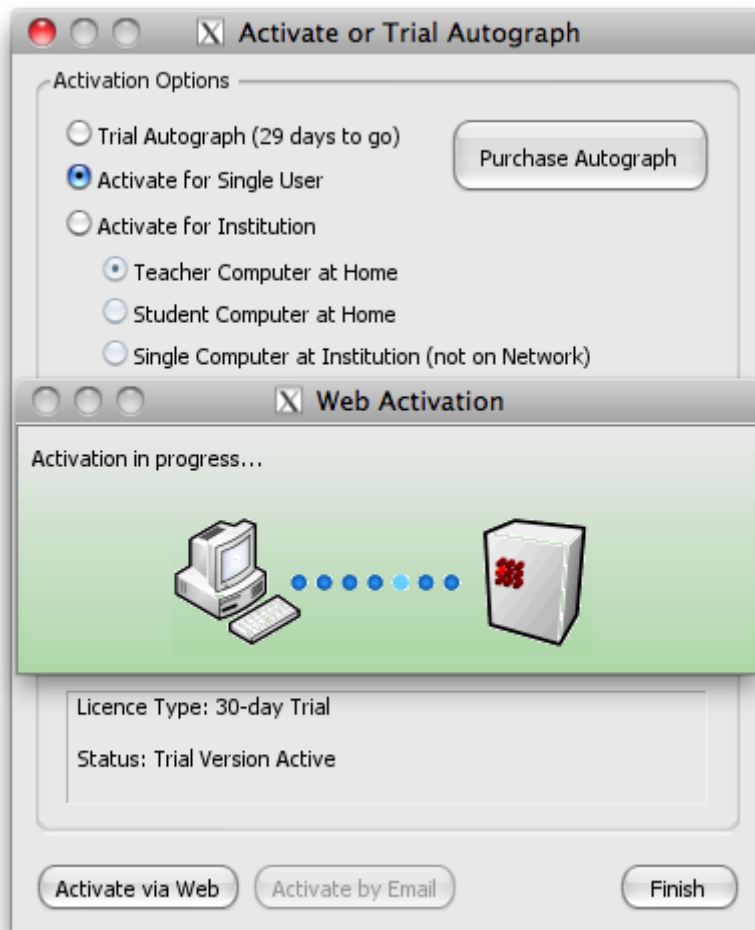 Activate or Trial Autograph
Activation Options
Trial Autograph (29 days to go)
Purchase Autograph
Activate for Single User
Activate for Institution
Teacher Computer at Home
Student Computer at Home
Single Computer at Institution (not on Network)
Web Activation
Activation in progress...
Licence Type: 30-day Trial
Status: Trial Version Active
Activate via Web
Activate by Email
Finish